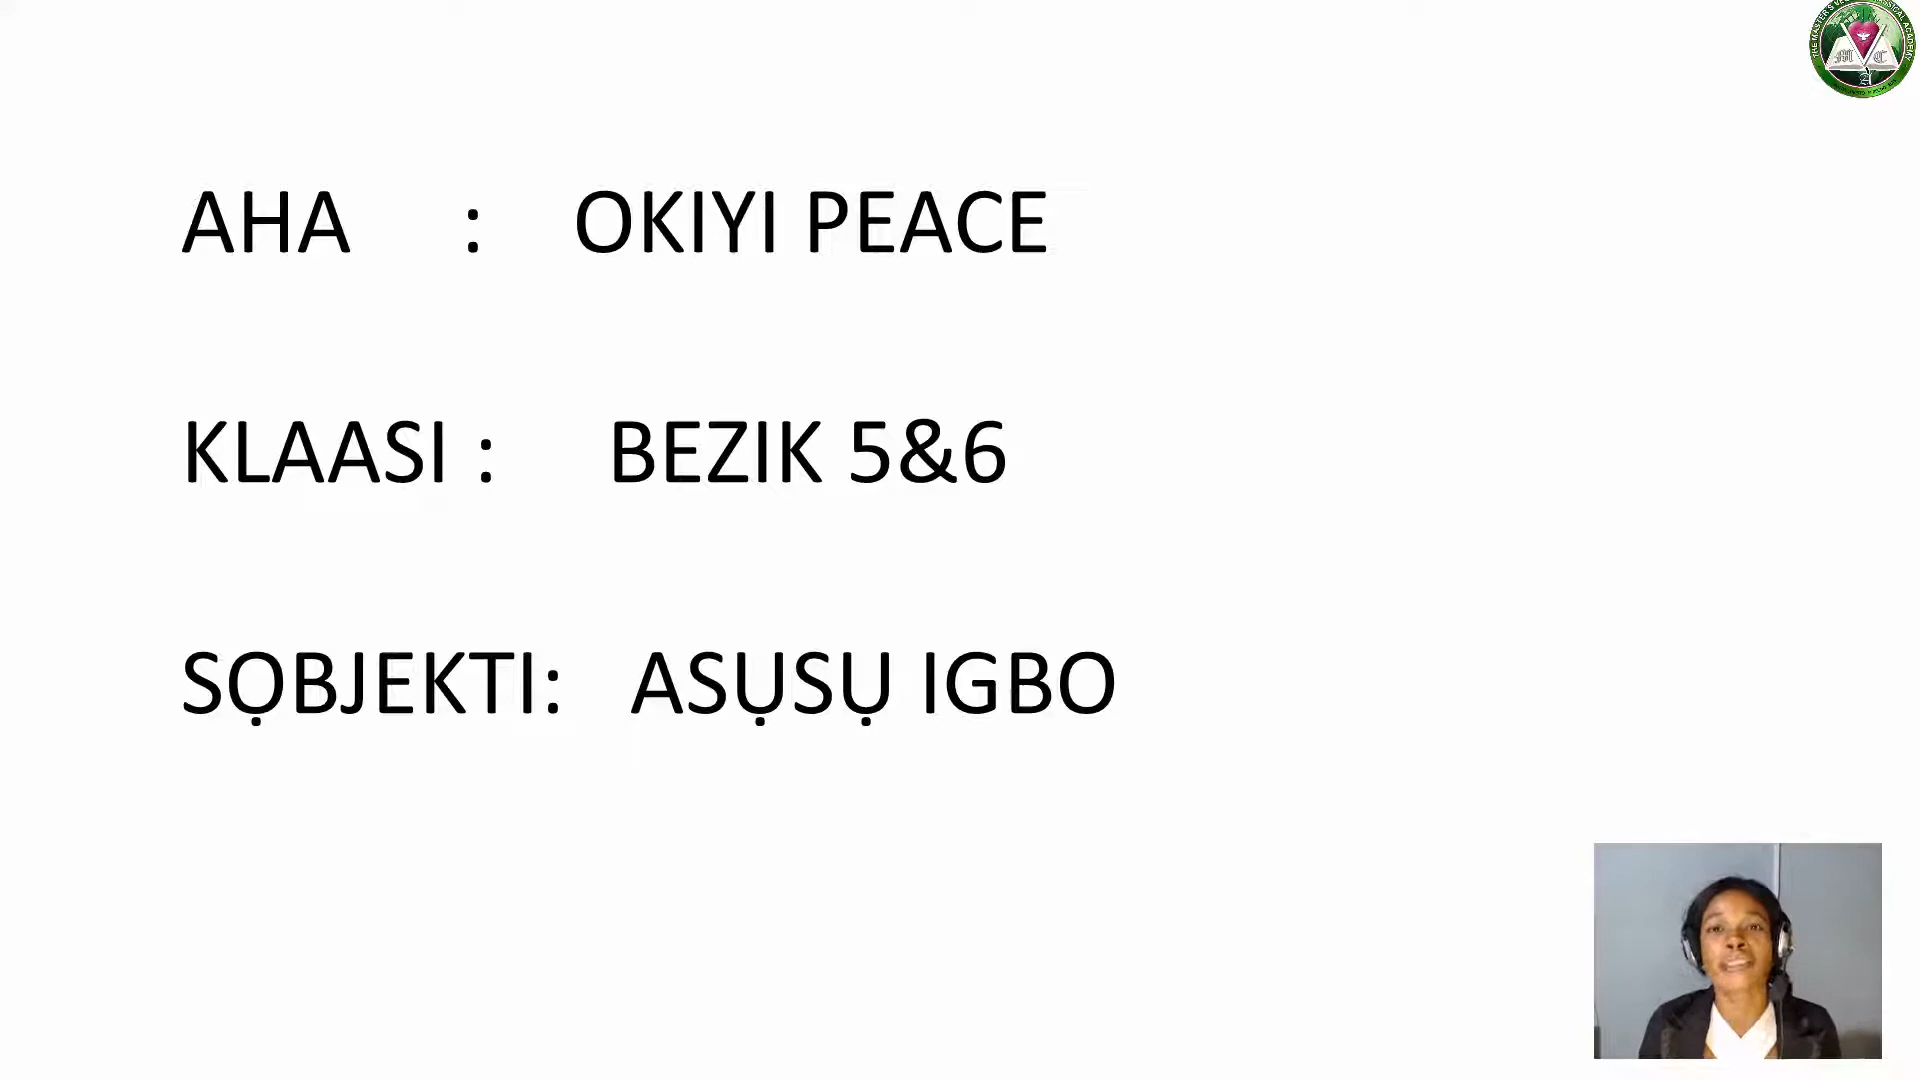 AHA : OKIYI PEACE
KLAASI : BEZIK 5&6
SỌBJEKTI: ASỤSỤ IGBO